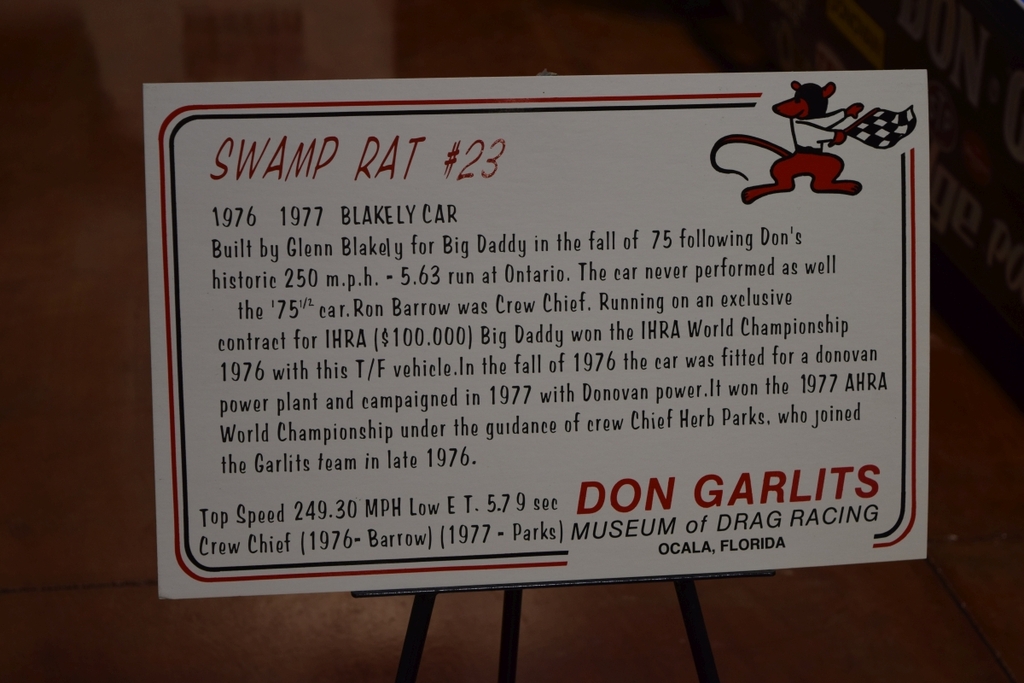 SWAMP RAT #23
1976 1977 BLAKELY CAR
Built by Glenn Blakely for Big Daddy in the fall of 75 following Don's
historic 250 m.p.h. - 5.63 run at Ontario. The car never performed as well
the '75 1/2 car. Ron Barrow was Crew Chief. Running on an exclusive
contract for IHRA ($100.000) Big Daddy won the IHRA World Championship
1976 with this T/F vehicle.In the fall of 1976 the car was fitted for a donovan
power plant and campaigned in 1977 with Donovan power.It won the 1977 AHRA
World Championship under the guidance of crew Chief Herb Parks, who joined
the Garlits team in late 1976.
Top Speed 249.30 MPH Low E T. 5.79 sec
Crew Chief (1976- Barrow) (1977 - Parks)
DON GARLITS
MUSEUM of DRAG RACING
OCALA, FLORIDA
DON